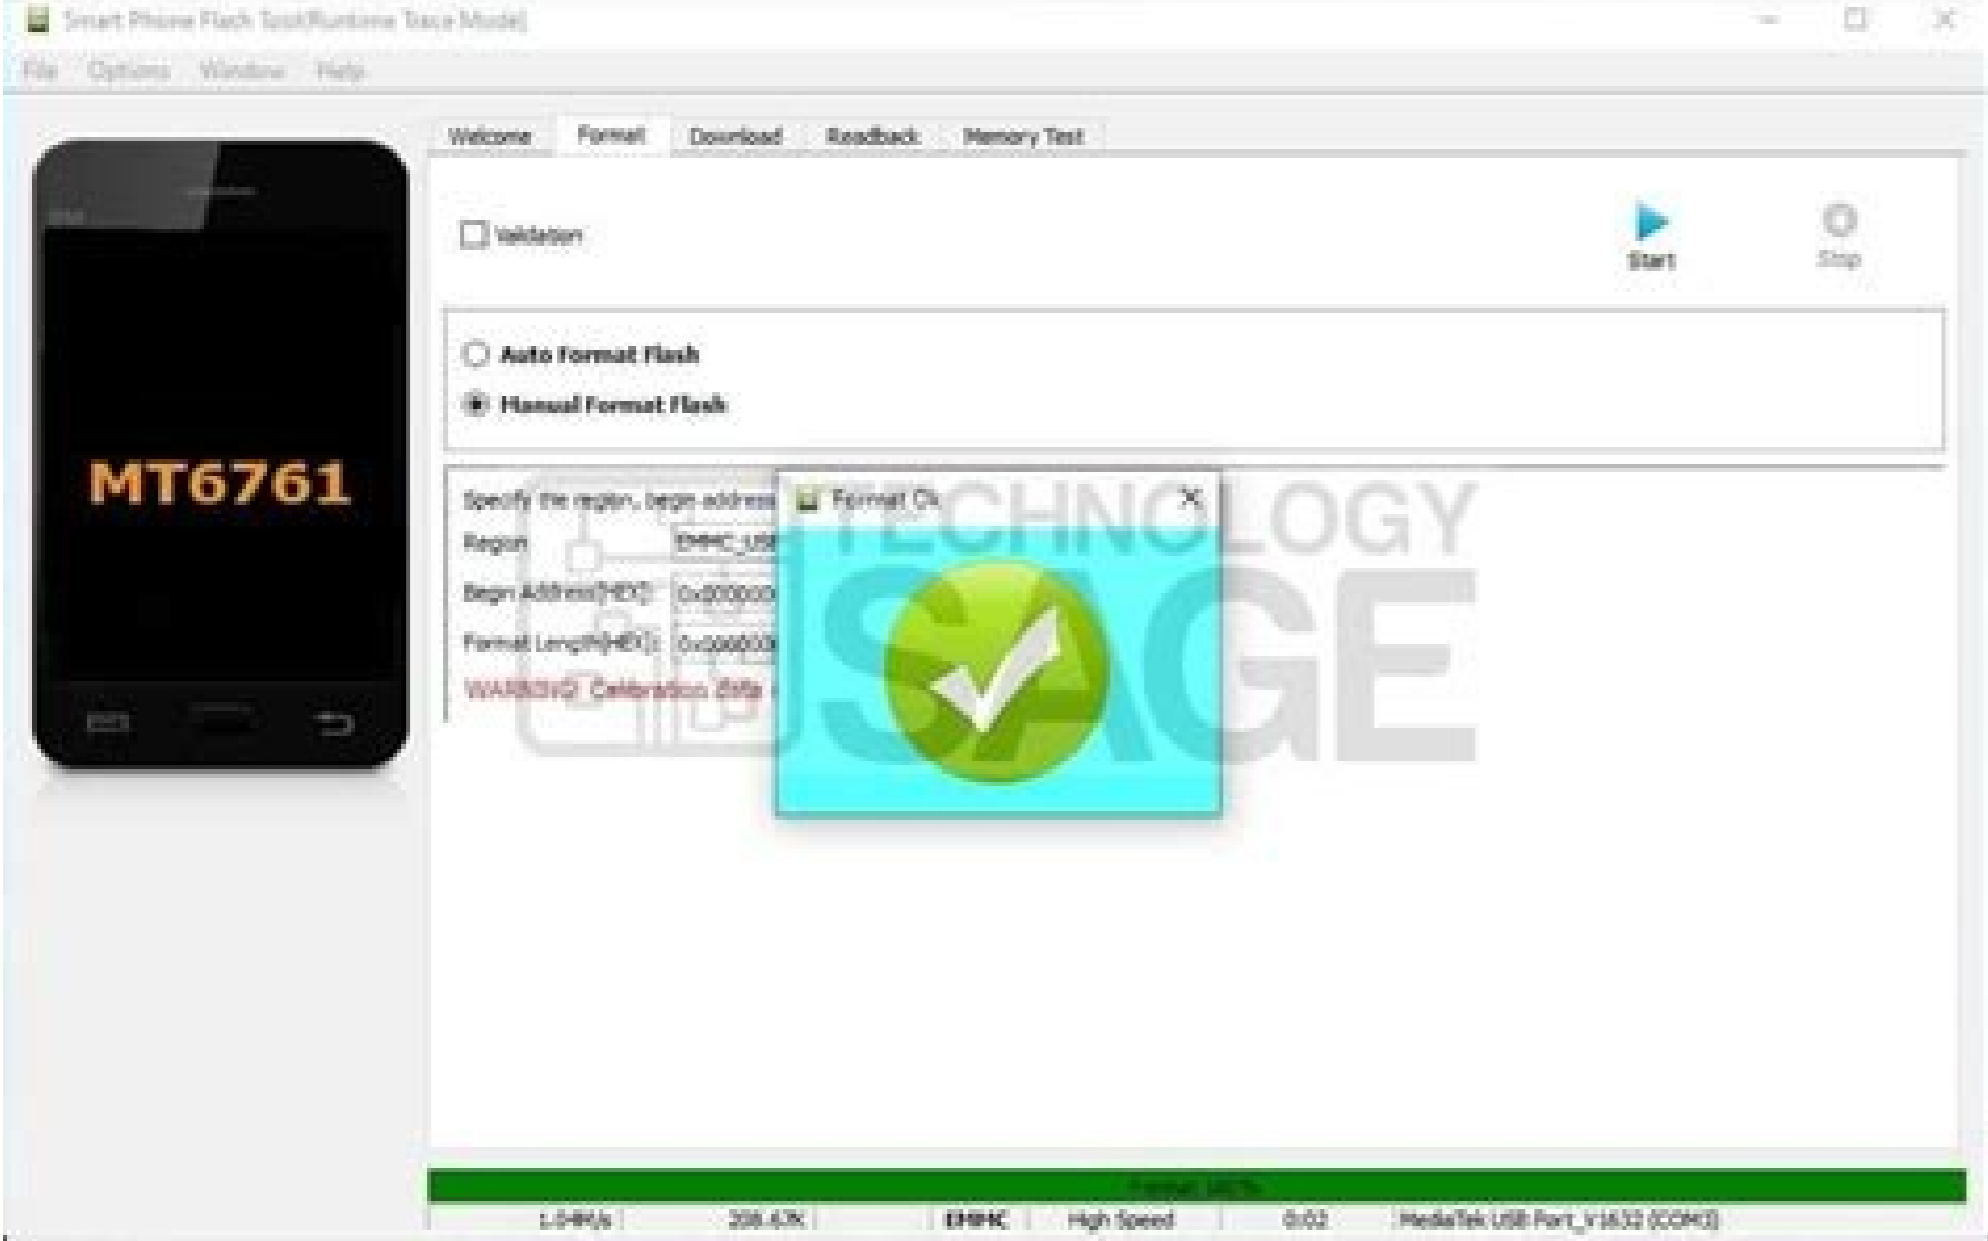 Smart Phone Flash Tool(Runtime Trace Mode)
File Options Window Help
Welcome Format Download Readback Memory Test
Validation
Start Stop
Auto Format Flash
Manual Format Flash
MT6761
Specify the region, begin address
Format Ok
TECHNOLOGY
SAGE
Region EMMC_USE
Begin Address[HEX]:
Format Length[HEX]:
WARNING: Calibration data
Format 100%
EMMC High Speed 0:02 MediaTek USB Port_V1632